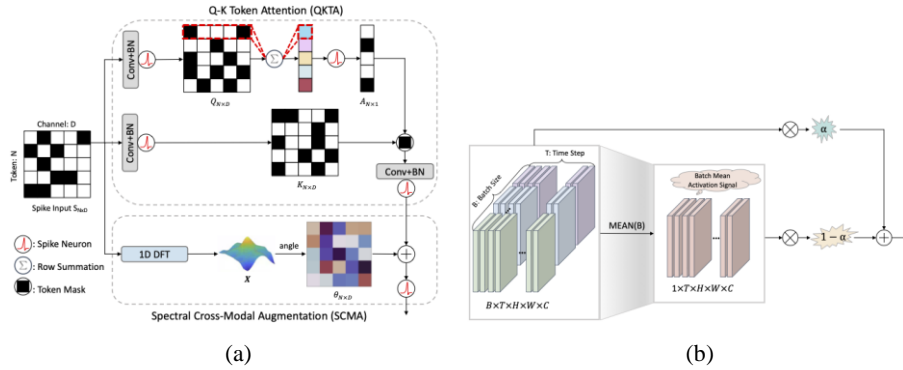 Q-K Token Attention (QKTA)
Conv+BN
Σ
Q_{N×D}
A_{N×1}
Channel: D
Token: N
Spike Input S_{NxD}
Conv+BN
K_{N×D}
Conv+BN
: Spike Neuron
Σ : Row Summation
: Token Mask
1D DFT
X
angle
θ_{N×D}
Spectral Cross-Modal Augmentation (SCMA)
(a)
α
T: Time Step
B: Batch Size
B×T×H×W×C
MEAN(B)
Batch Mean
Activation Signal
...
...
1×T×H×W×C
1 - α
(b)